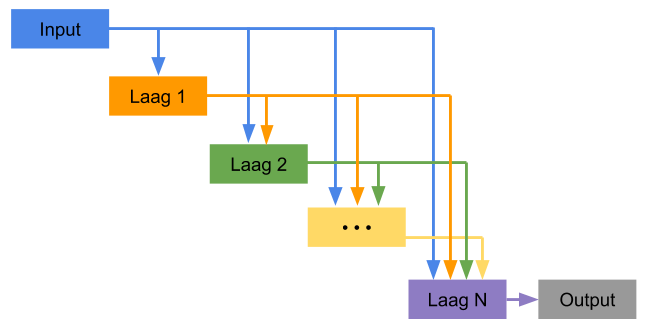 Input
Laag 1
Laag 2
• • •
Laag N
Output